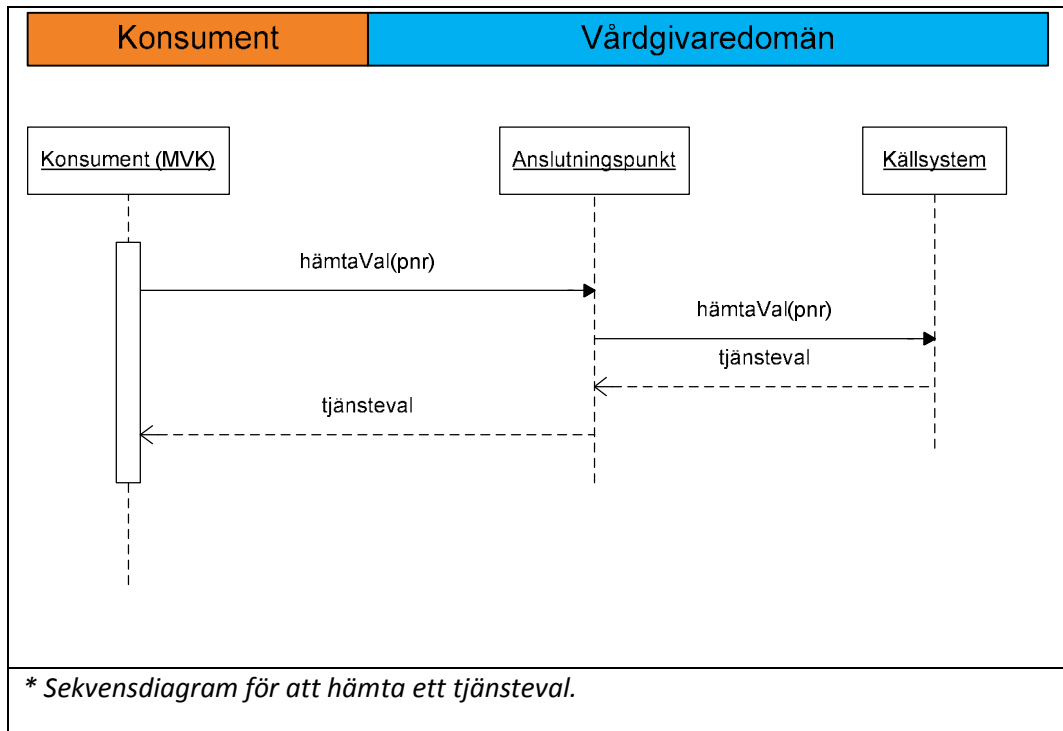 Konsument
Vårdgivaredomän
Konsument (MVK)
Anslutningspunkt
Källsystem
hämtaVal(pnr)
hämtaVal(pnr)
tjänsteval
tjänsteval
* Sekvensdiagram för att hämta ett tjänsteval.